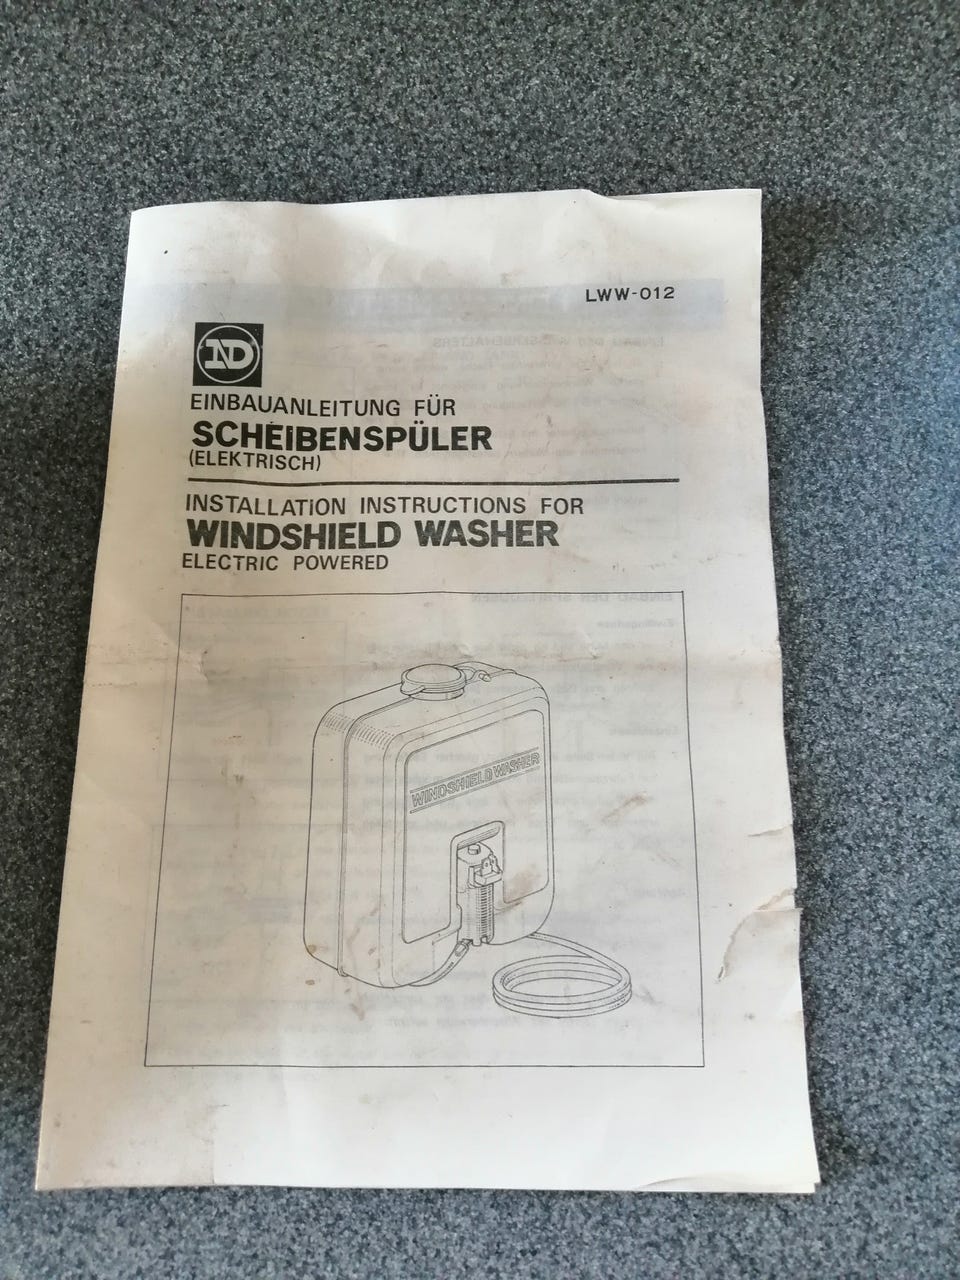 LWW-012
ND
EINBAUANLEITUNG FÜR
SCHEIBENSPÜLER
(ELEKTRISCH)
INSTALLATION INSTRUCTIONS FOR
WINDSHIELD WASHER
ELECTRIC POWERED
WINDSHIELD WASHER